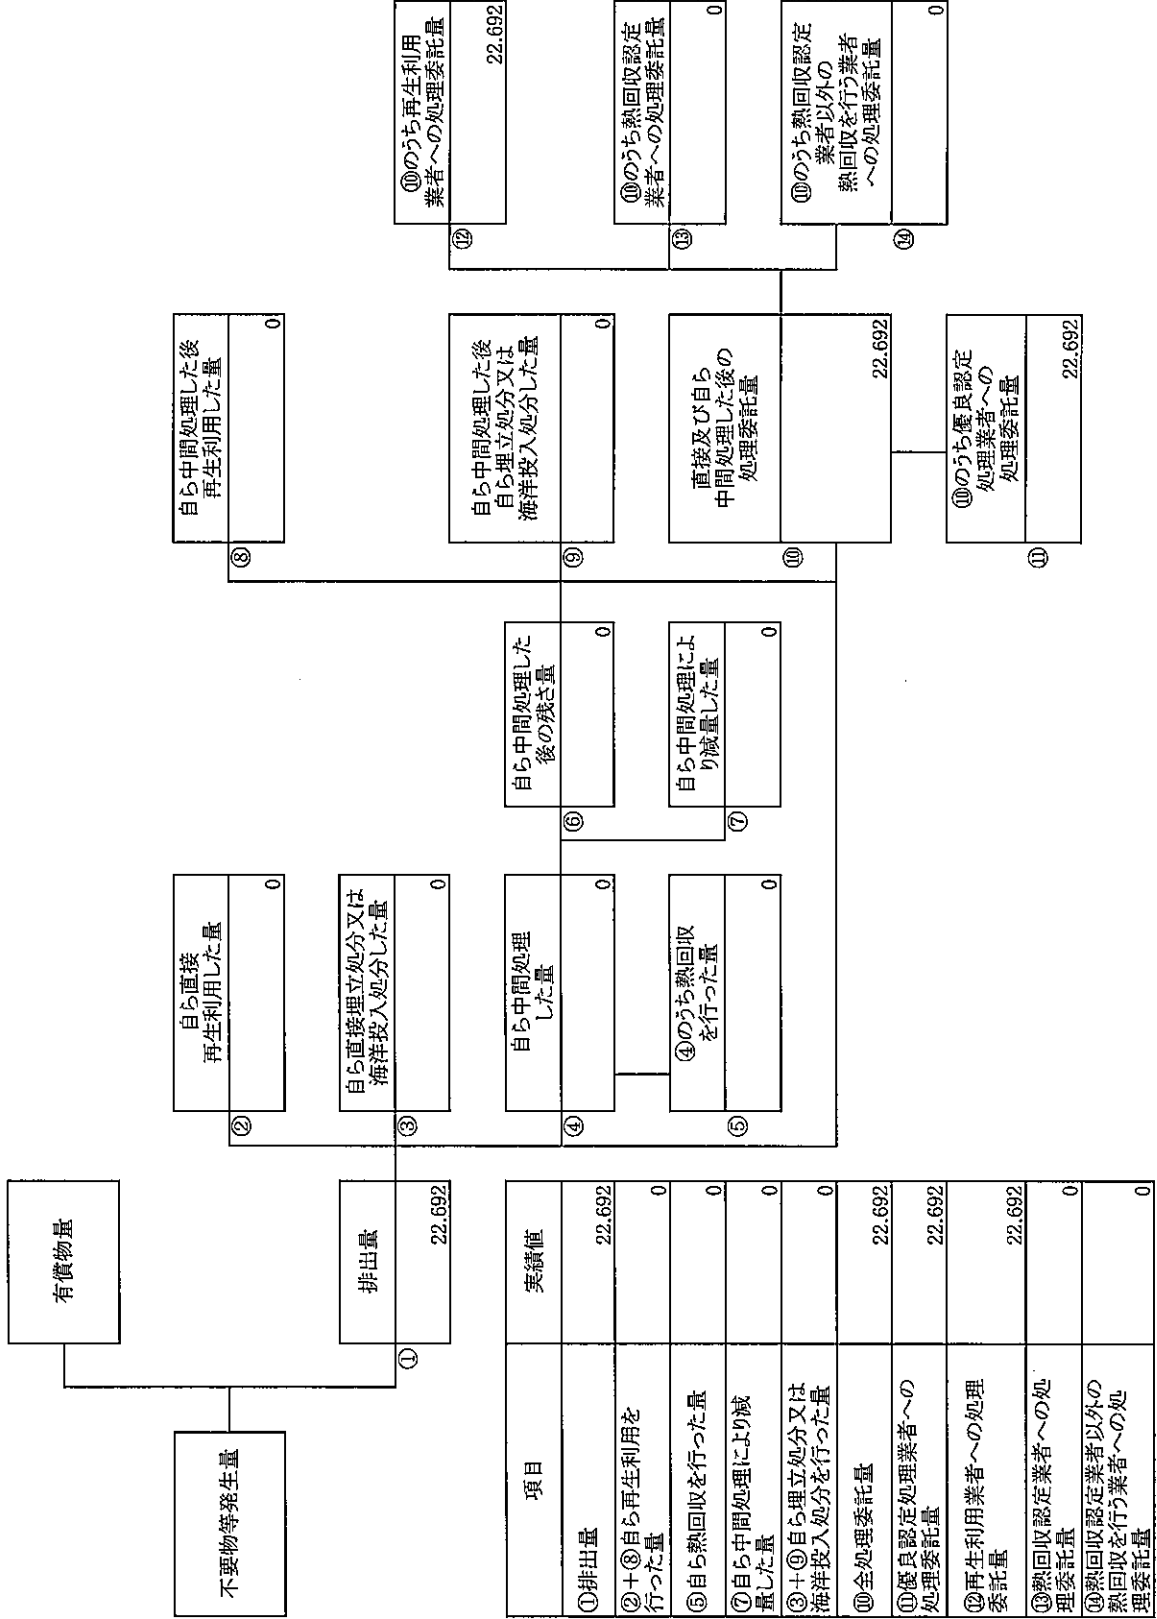 不要物等発生量
有償物量
排出量
①
22.692
自ら直接
再生利用した量
②
0
自ら直接埋立処分又は
海洋投入処分した量
③
0
自ら中間処理
した量
④
0
④のうち熱回収
を行った量
⑤
0
自ら中間処理した
後の残さ量
⑥
0
自ら中間処理によ
り減量した量
⑦
0
自ら中間処理した後
再生利用した量
⑧
0
自ら中間処理した後
自ら埋立処分又は
海洋投入処分した量
⑨
0
直接及び自ら
中間処理した後の
処理委託量
⑩
22.692
⑩のうち優良認定
処理業者への
処理委託量
⑪
22.692
⑩のうち再生利用
業者への処理委託量
⑫
22.692
⑩のうち熱回収認定
業者への処理委託量
⑬
0
⑩のうち熱回収認定
業者以外の
熱回収を行う業者
への処理委託量
⑭
0
項目 実績値
①排出量 22.692
②+⑧自ら再生利用を
行った量 0
⑤自ら熱回収を行った量 0
⑦自ら中間処理により減
量した量 0
③+⑨自ら埋立処分又は
海洋投入処分を行った量 0
⑩全処理委託量 22.692
⑪優良認定処理業者への
処理委託量 22.692
⑫再生利用業者への処理
委託量 22.692
⑬熱回収認定業者への処
理委託量 0
⑭熱回収認定業者以外の
熱回収を行う業者への処
理委託量 0